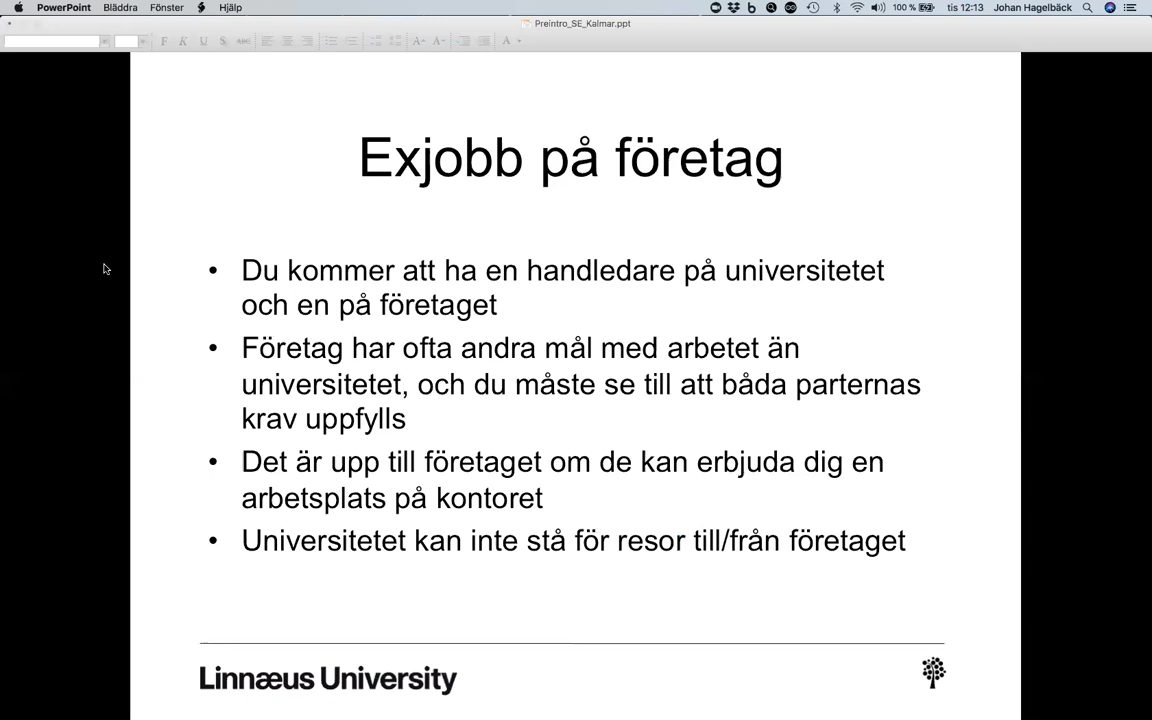 PowerPoint Bläddra Fönster Hjälp 100 % tis 12:13 Johan Hagelbäck
Preintro_SE_Kalmar.ppt
F K U S ABC A A A
Exjobb på företag
• Du kommer att ha en handledare på universitetet
och en på företaget
• Företag har ofta andra mål med arbetet än
universitetet, och du måste se till att båda parternas
krav uppfylls
• Det är upp till företaget om de kan erbjuda dig en
arbetsplats på kontoret
• Universitetet kan inte stå för resor till/från företaget
Linnæus University